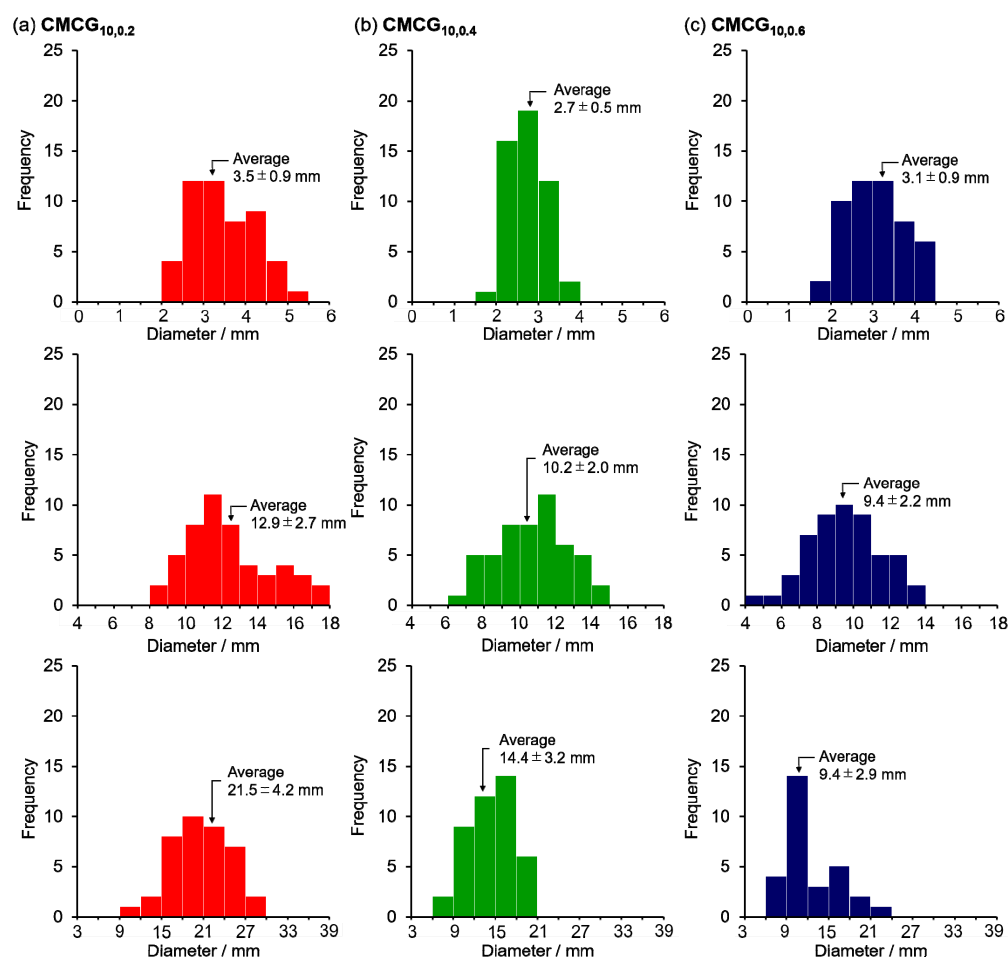 (a) CMCG10,0.2
(b) CMCG10,0.4
(c) CMCG10,0.6
25
20
15
10
5
0
Frequency
Average
3.5 ± 0.9 mm
0 1 2 3 4 5 6
Diameter / mm
25
20
15
10
5
0
Frequency
Average
2.7 ± 0.5 mm
0 1 2 3 4 5 6
Diameter / mm
25
20
15
10
5
0
Frequency
Average
3.1 ± 0.9 mm
0 1 2 3 4 5 6
Diameter / mm
25
20
15
10
5
0
Frequency
Average
12.9 ± 2.7 mm
4 6 8 10 12 14 16 18
Diameter / mm
25
20
15
10
5
0
Frequency
Average
10.2 ± 2.0 mm
4 6 8 10 12 14 16 18
Diameter / mm
25
20
15
10
5
0
Frequency
Average
9.4 ± 2.2 mm
4 6 8 10 12 14 16 18
Diameter / mm
25
20
15
10
5
0
Frequency
Average
21.5 = 4.2 mm
3 9 15 21 27 33 39
Diameter / mm
25
20
15
10
5
0
Frequency
Average
14.4 ± 3.2 mm
3 9 15 21 27 33 39
Diameter / mm
25
20
15
10
5
0
Frequency
Average
9.4 ± 2.9 mm
3 9 15 21 27 33 39
Diameter / mm